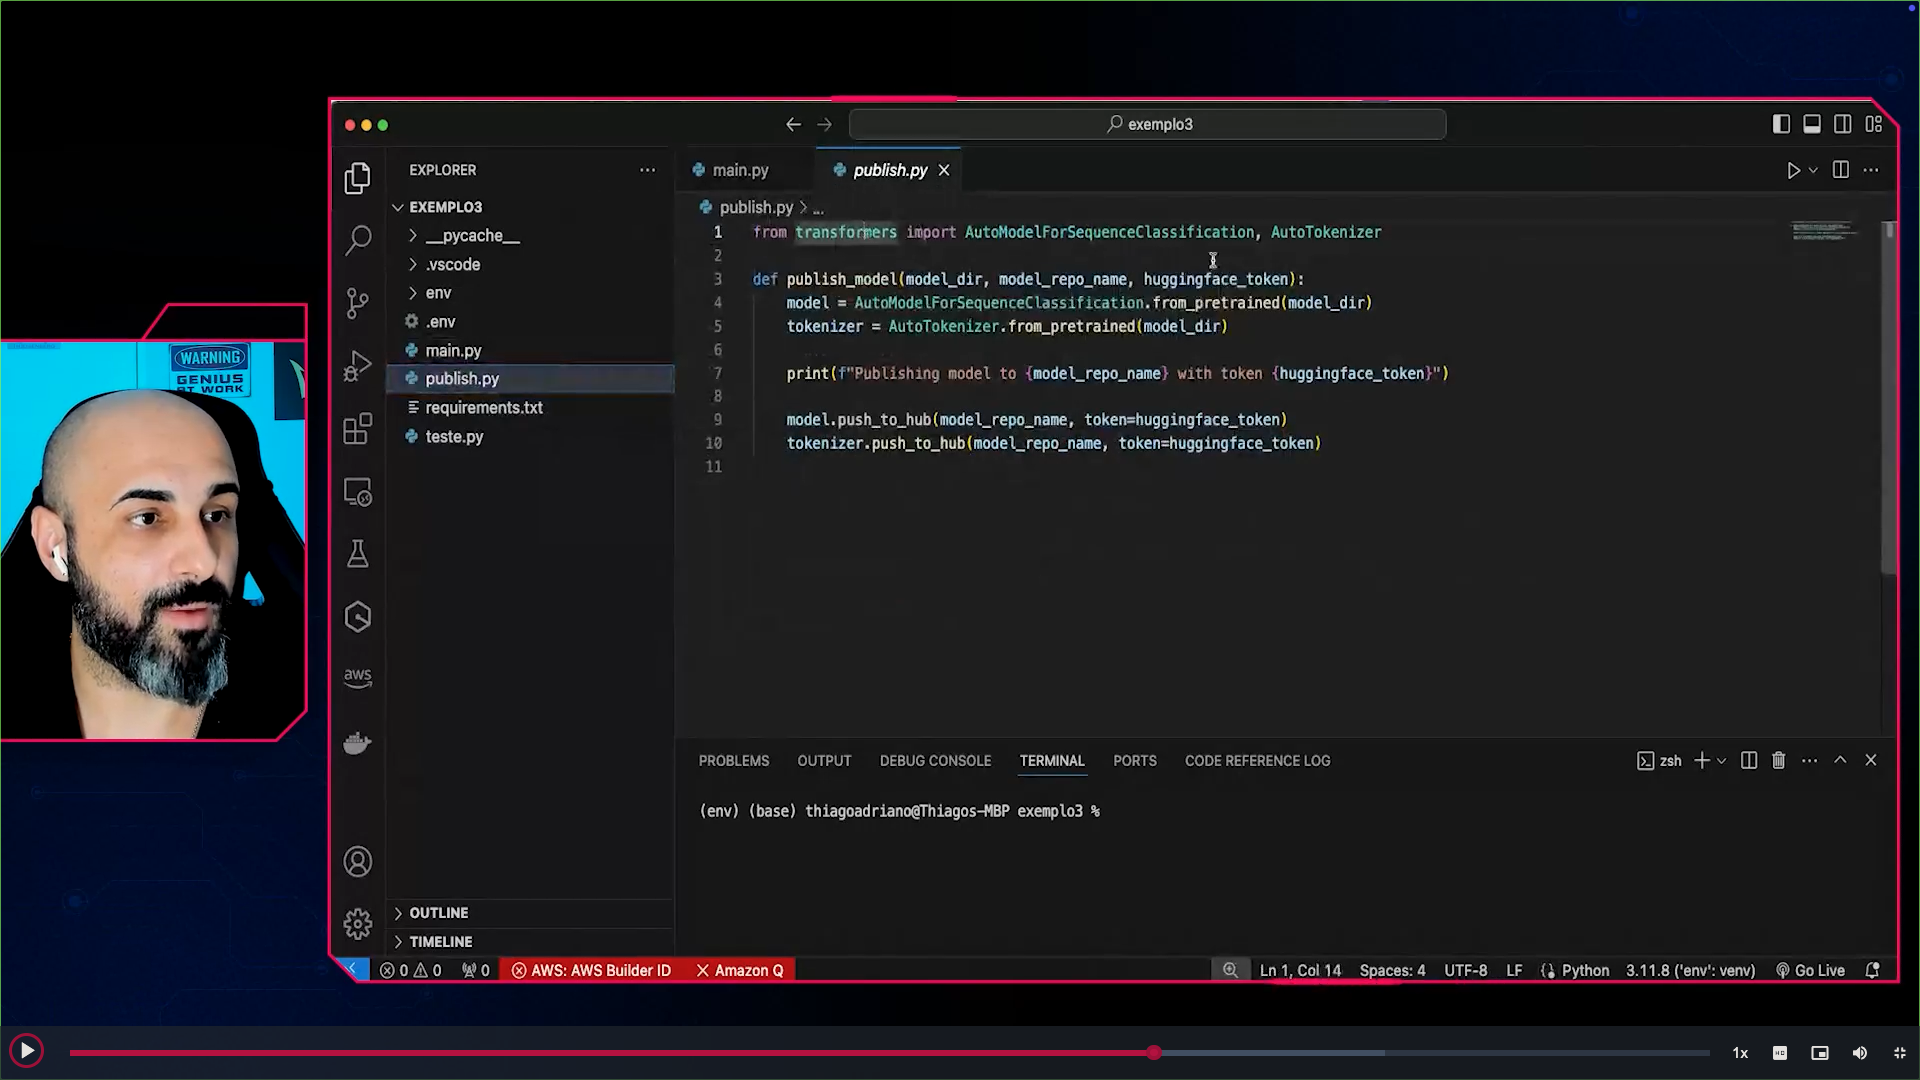 exemplo3
EXPLORER
main.py
publish.py
EXEMPLO3
publish.py > ...
__pycache__
.vscode
env
.env
main.py
publish.py
requirements.txt
teste.py
1 from transformers import AutoModelForSequenceClassification, AutoTokenizer
2
3 def publish_model(model_dir, model_repo_name, huggingface_token):
4 model = AutoModelForSequenceClassification.from_pretrained(model_dir)
5 tokenizer = AutoTokenizer.from_pretrained(model_dir)
6
7 print(f"Publishing model to {model_repo_name} with token {huggingface_token}")
8
9 model.push_to_hub(model_repo_name, token=huggingface_token)
10 tokenizer.push_to_hub(model_repo_name, token=huggingface_token)
11
WARNING
GENIUS
AT WORK
aws
PROBLEMS OUTPUT DEBUG CONSOLE TERMINAL PORTS CODE REFERENCE LOG
zsh
(env) (base) thiagoadriano@Thiagos-MBP exemplo3 %
OUTLINE
TIMELINE
0 0 0 AWS: AWS Builder ID Amazon Q
Ln 1, Col 14 Spaces: 4 UTF-8 LF Python 3.11.8 ('env': venv) Go Live
1x
HD